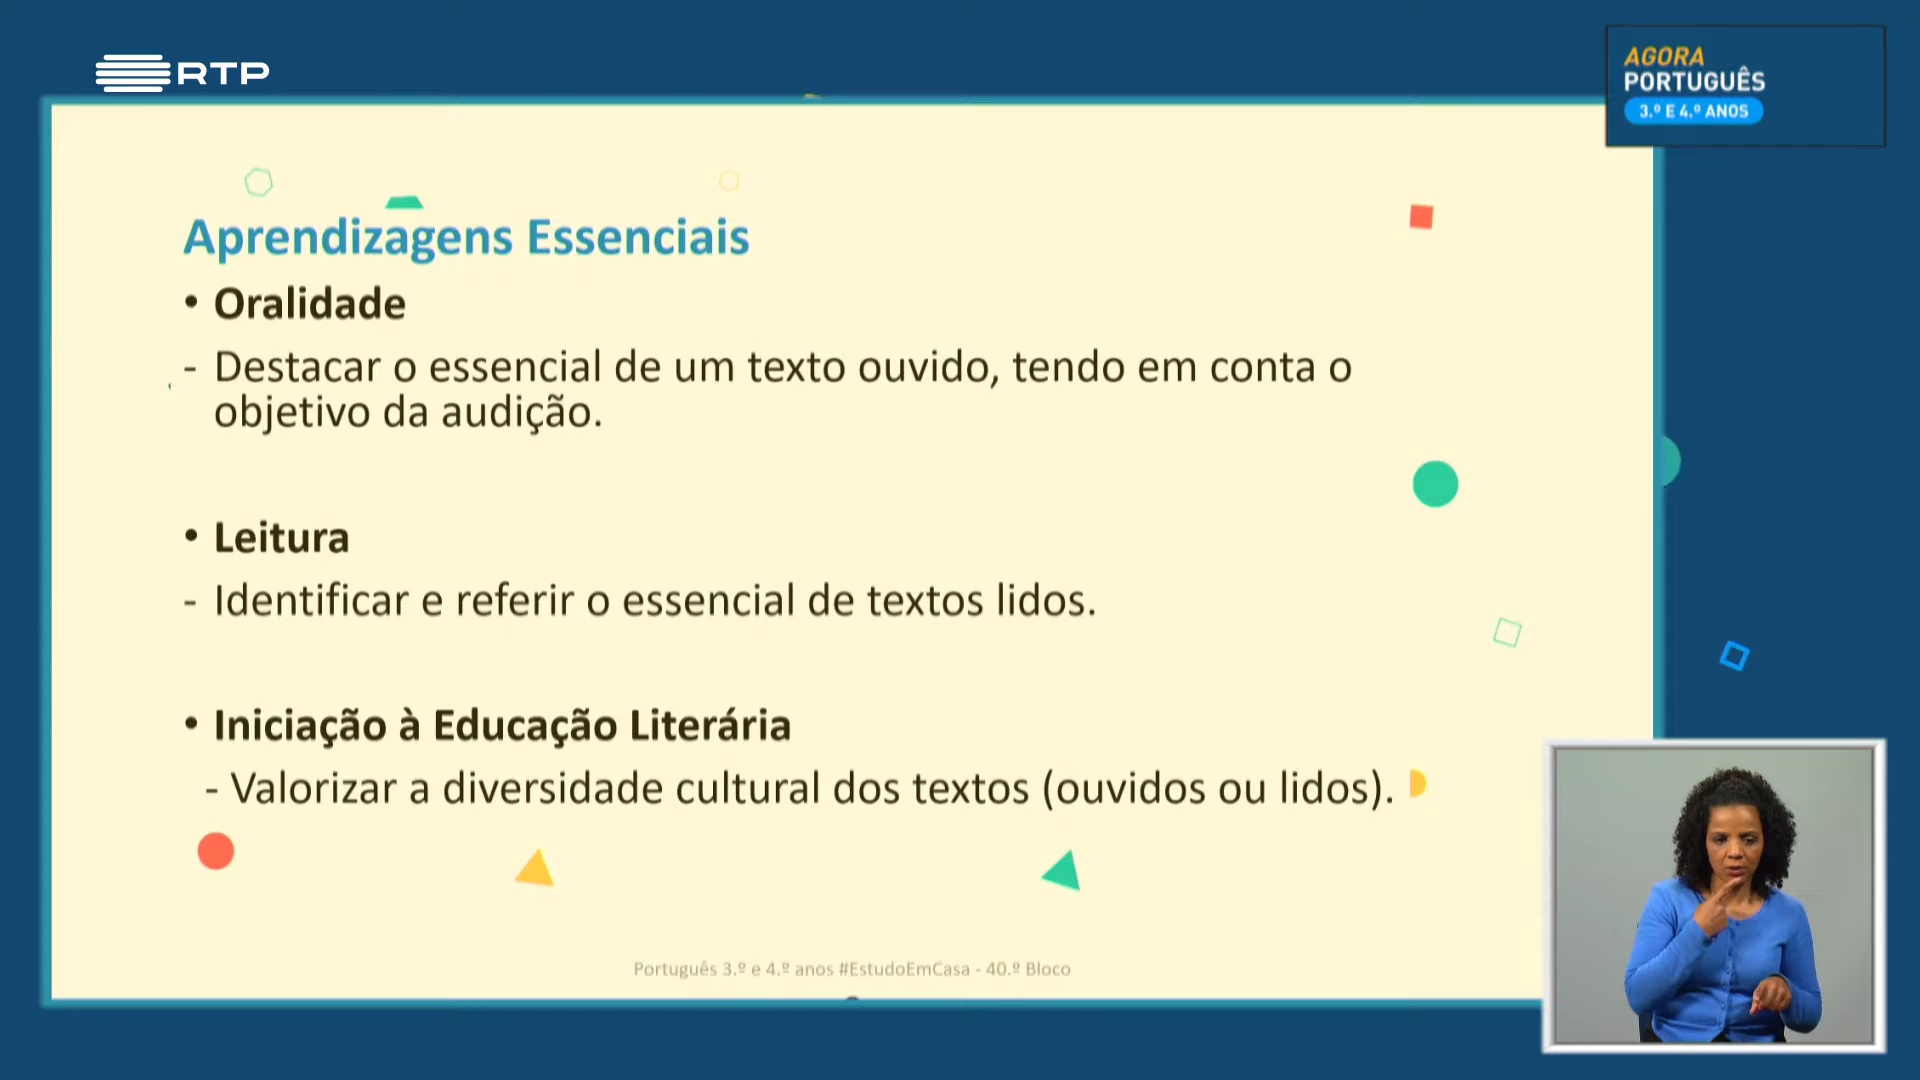 RTP
AGORA
PORTUGUÊS
3.º E 4.º ANOS
Aprendizagens Essenciais
• Oralidade
- Destacar o essencial de um texto ouvido, tendo em conta o
objetivo da audição.
• Leitura
- Identificar e referir o essencial de textos lidos.
• Iniciação à Educação Literária
- Valorizar a diversidade cultural dos textos (ouvidos ou lidos).
Português 3.º e 4.º anos #EstudoEmCasa - 40.º Bloco